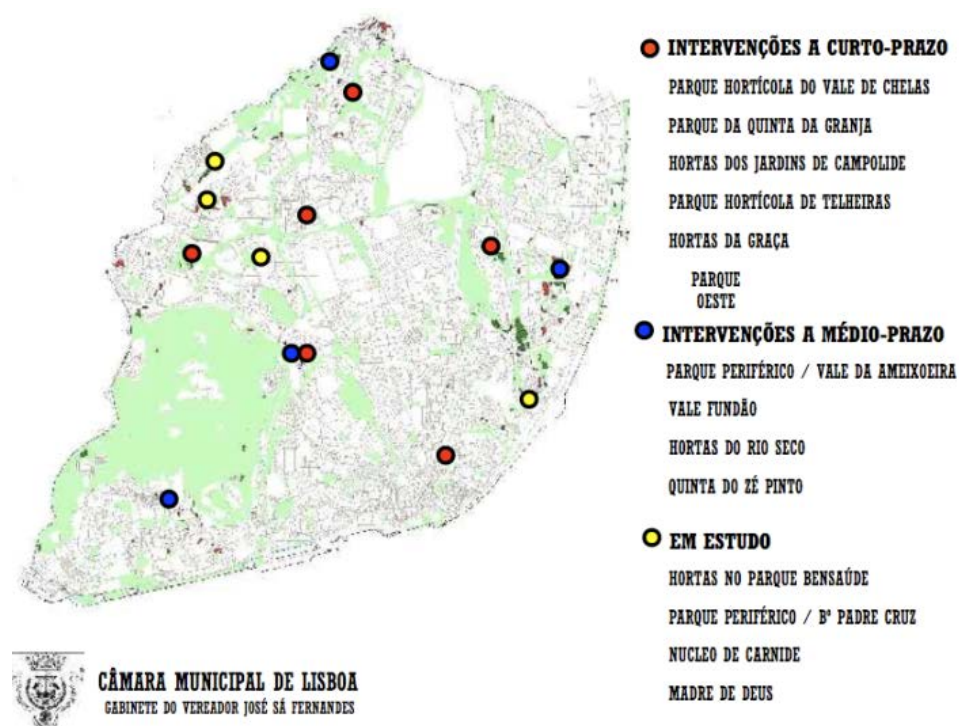 INTERVENÇÕES A CURTO-PRAZO
PARQUE HORTÍCOLA DO VALE DE CHELAS
PARQUE DA QUINTA DA GRANJA
HORTAS DOS JARDINS DE CAMPOLIDE
PARQUE HORTÍCOLA DE TELHEIRAS
HORTAS DA GRAÇA
PARQUE
OESTE
INTERVENÇÕES A MÉDIO-PRAZO
PARQUE PERIFÉRICO / VALE DA AMEIXOEIRA
VALE FUNDÃO
HORTAS DO RIO SECO
QUINTA DO ZÉ PINTO
EM ESTUDO
HORTAS NO PARQUE BENSAÚDE
PARQUE PERIFÉRICO / Bº PADRE CRUZ
NUCLEO DE CARNIDE
MADRE DE DEUS
CÂMARA MUNICIPAL DE LISBOA
GABINETE DO VEREADOR JOSÉ SÁ FERNANDES